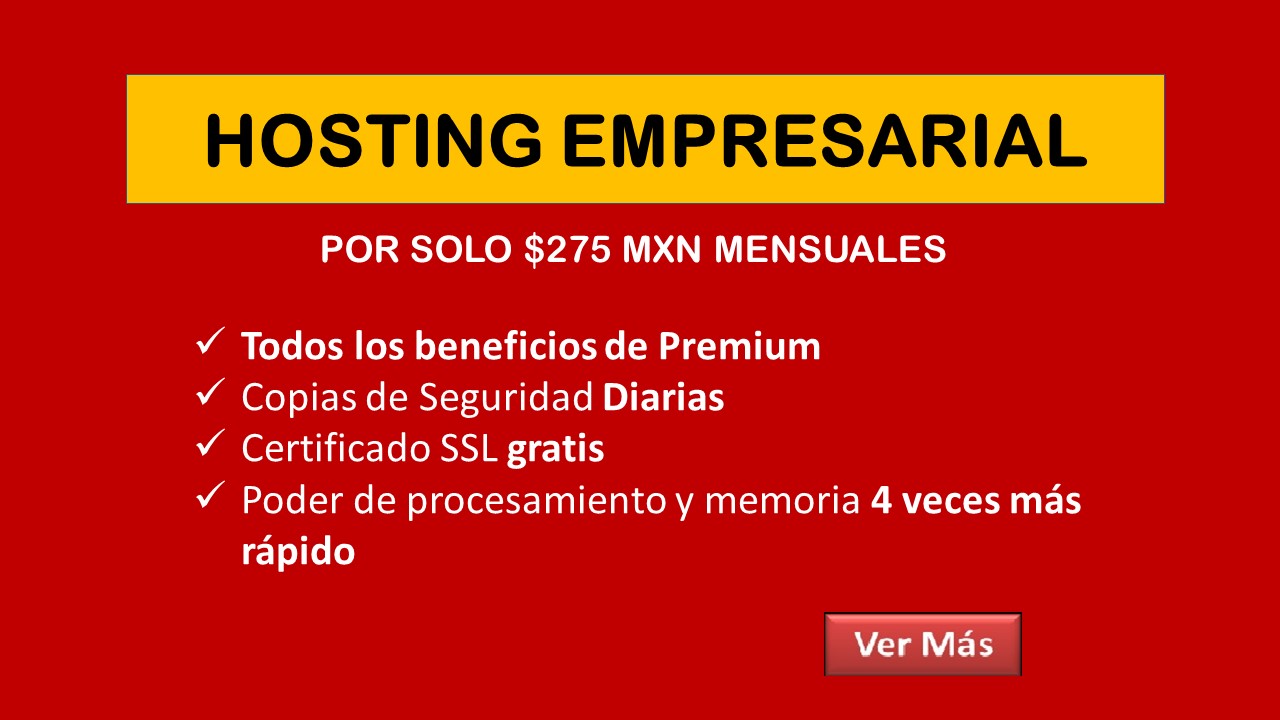 HOSTING EMPRESARIAL
POR SOLO $275 MXN MENSUALES
✓ Todos los beneficios de Premium
✓ Copias de Seguridad Diarias
✓ Certificado SSL gratis
✓ Poder de procesamiento y memoria 4 veces más
rápido
Ver Más